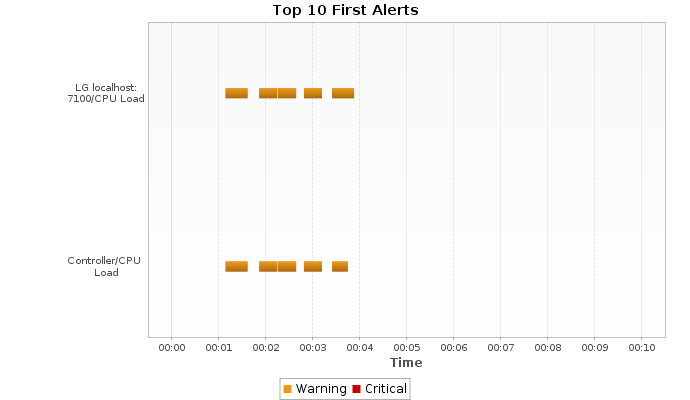 Top 10 First Alerts
LG localhost:
7100/CPU Load
Controller/CPU
Load
00:00 00:01 00:02 00:03 00:04 00:05 00:06 00:07 00:08 00:09 00:10
Time
Warning Critical